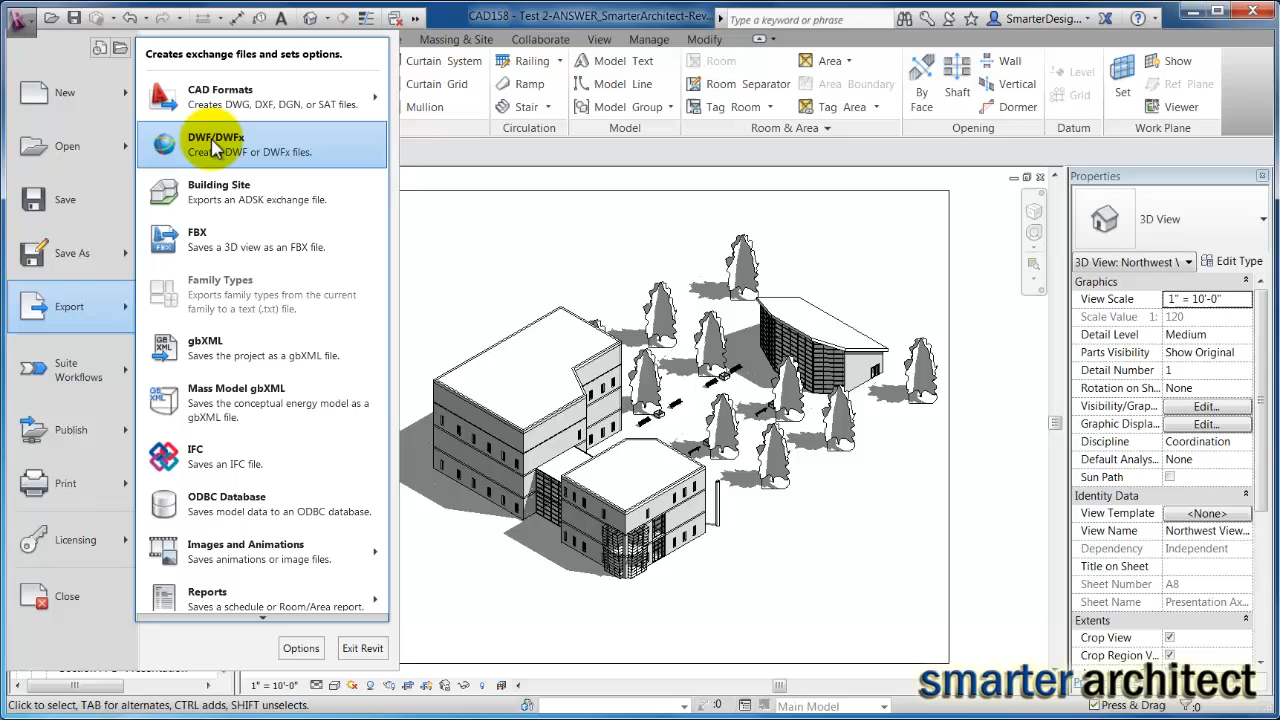 CAD158 - Test 2-ANSWER_SmarterArchitect-Rev...
Type a keyword or phrase
SmarterDesig...
Massing & Site
Collaborate
View
Manage
Modify
Creates exchange files and sets options.
New
Open
Save
Save As
Export
Suite
Workflows
Publish
Print
Licensing
Close
CAD Formats
Creates DWG, DXF, DGN, or SAT files.
DWF/DWFx
Creates DWF or DWFx files.
Building Site
Exports an ADSK exchange file.
FBX
Saves a 3D view as an FBX file.
Family Types
Exports family types from the current
family to a text (.txt) file.
gbXML
Saves the project as a gbXML file.
Mass Model gbXML
Saves the conceptual energy model as a
gbXML file.
IFC
Saves an IFC file.
ODBC Database
Saves model data to an ODBC database.
Images and Animations
Saves animations or image files.
Reports
Saves a schedule or Room/Area report.
Options
Exit Revit
Curtain System
Curtain Grid
Mullion
Railing
Ramp
Stair
Circulation
Model Text
Model Line
Model Group
Model
Room
Room Separator
Tag Room
Area
Area Boundary
Tag Area
Room & Area
By
Face
Shaft
Wall
Vertical
Dormer
Opening
Level
Grid
Datum
Set
Show
Ref Plane
Viewer
Work Plane
Properties
3D View
3D View: Northwest V
Edit Type
Graphics
View Scale 1" = 10'-0"
Scale Value 1: 120
Detail Level Medium
Parts Visibility Show Original
Detail Number 1
Rotation on Sh... None
Visibility/Grap... Edit...
Graphic Displa... Edit...
Discipline Coordination
Default Analys... None
Sun Path
Identity Data
View Template <None>
View Name Northwest View...
Dependency Independent
Title on Sheet
Sheet Number A8
Sheet Name Presentation Ax...
Extents
Crop View
Crop Region V...
1" = 10'-0"
smarter architect
Click to select, TAB for alternates, CTRL adds, SHIFT unselects.
:0
Main Model
Press & Drag
:0